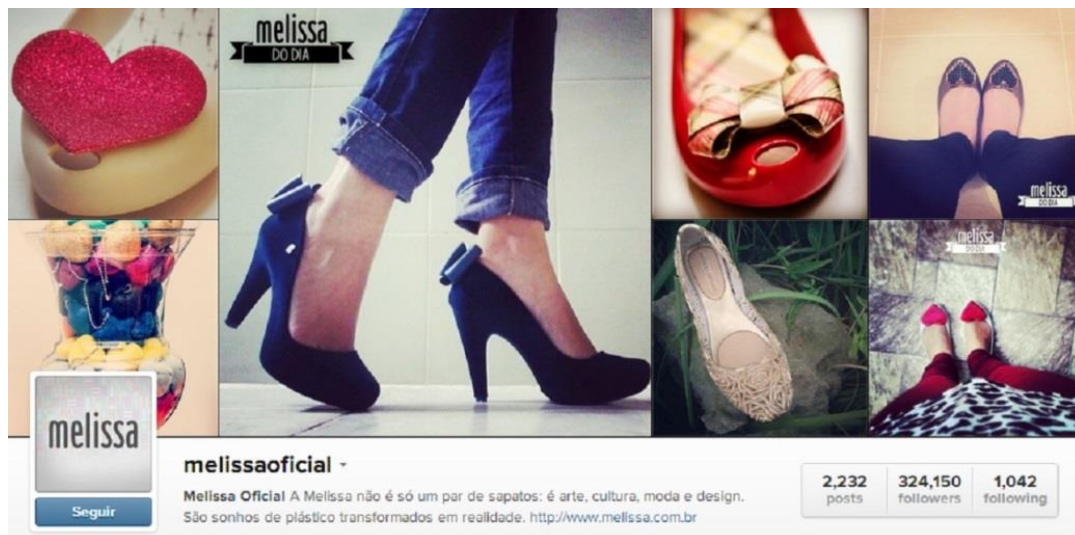 melissa
DO DIA
melissa
DO DIA
melissa
DO DIA
melissa
Seguir
melissaoficial
Melissa Oficial A Melissa não é só um par de sapatos: é arte, cultura, moda e design.
São sonhos de plástico transformados em realidade. http://www.melissa.com.br
2,232
posts
324,150
followers
1,042
following